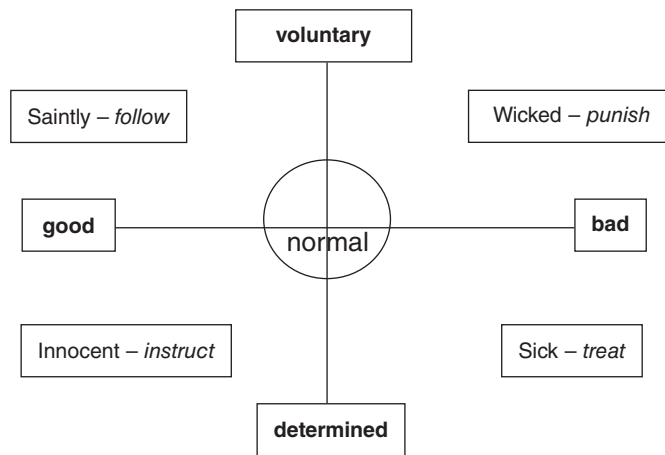 voluntary
Saintly – follow
Wicked – punish
good
bad
normal
Innocent – instruct
Sick – treat
determined